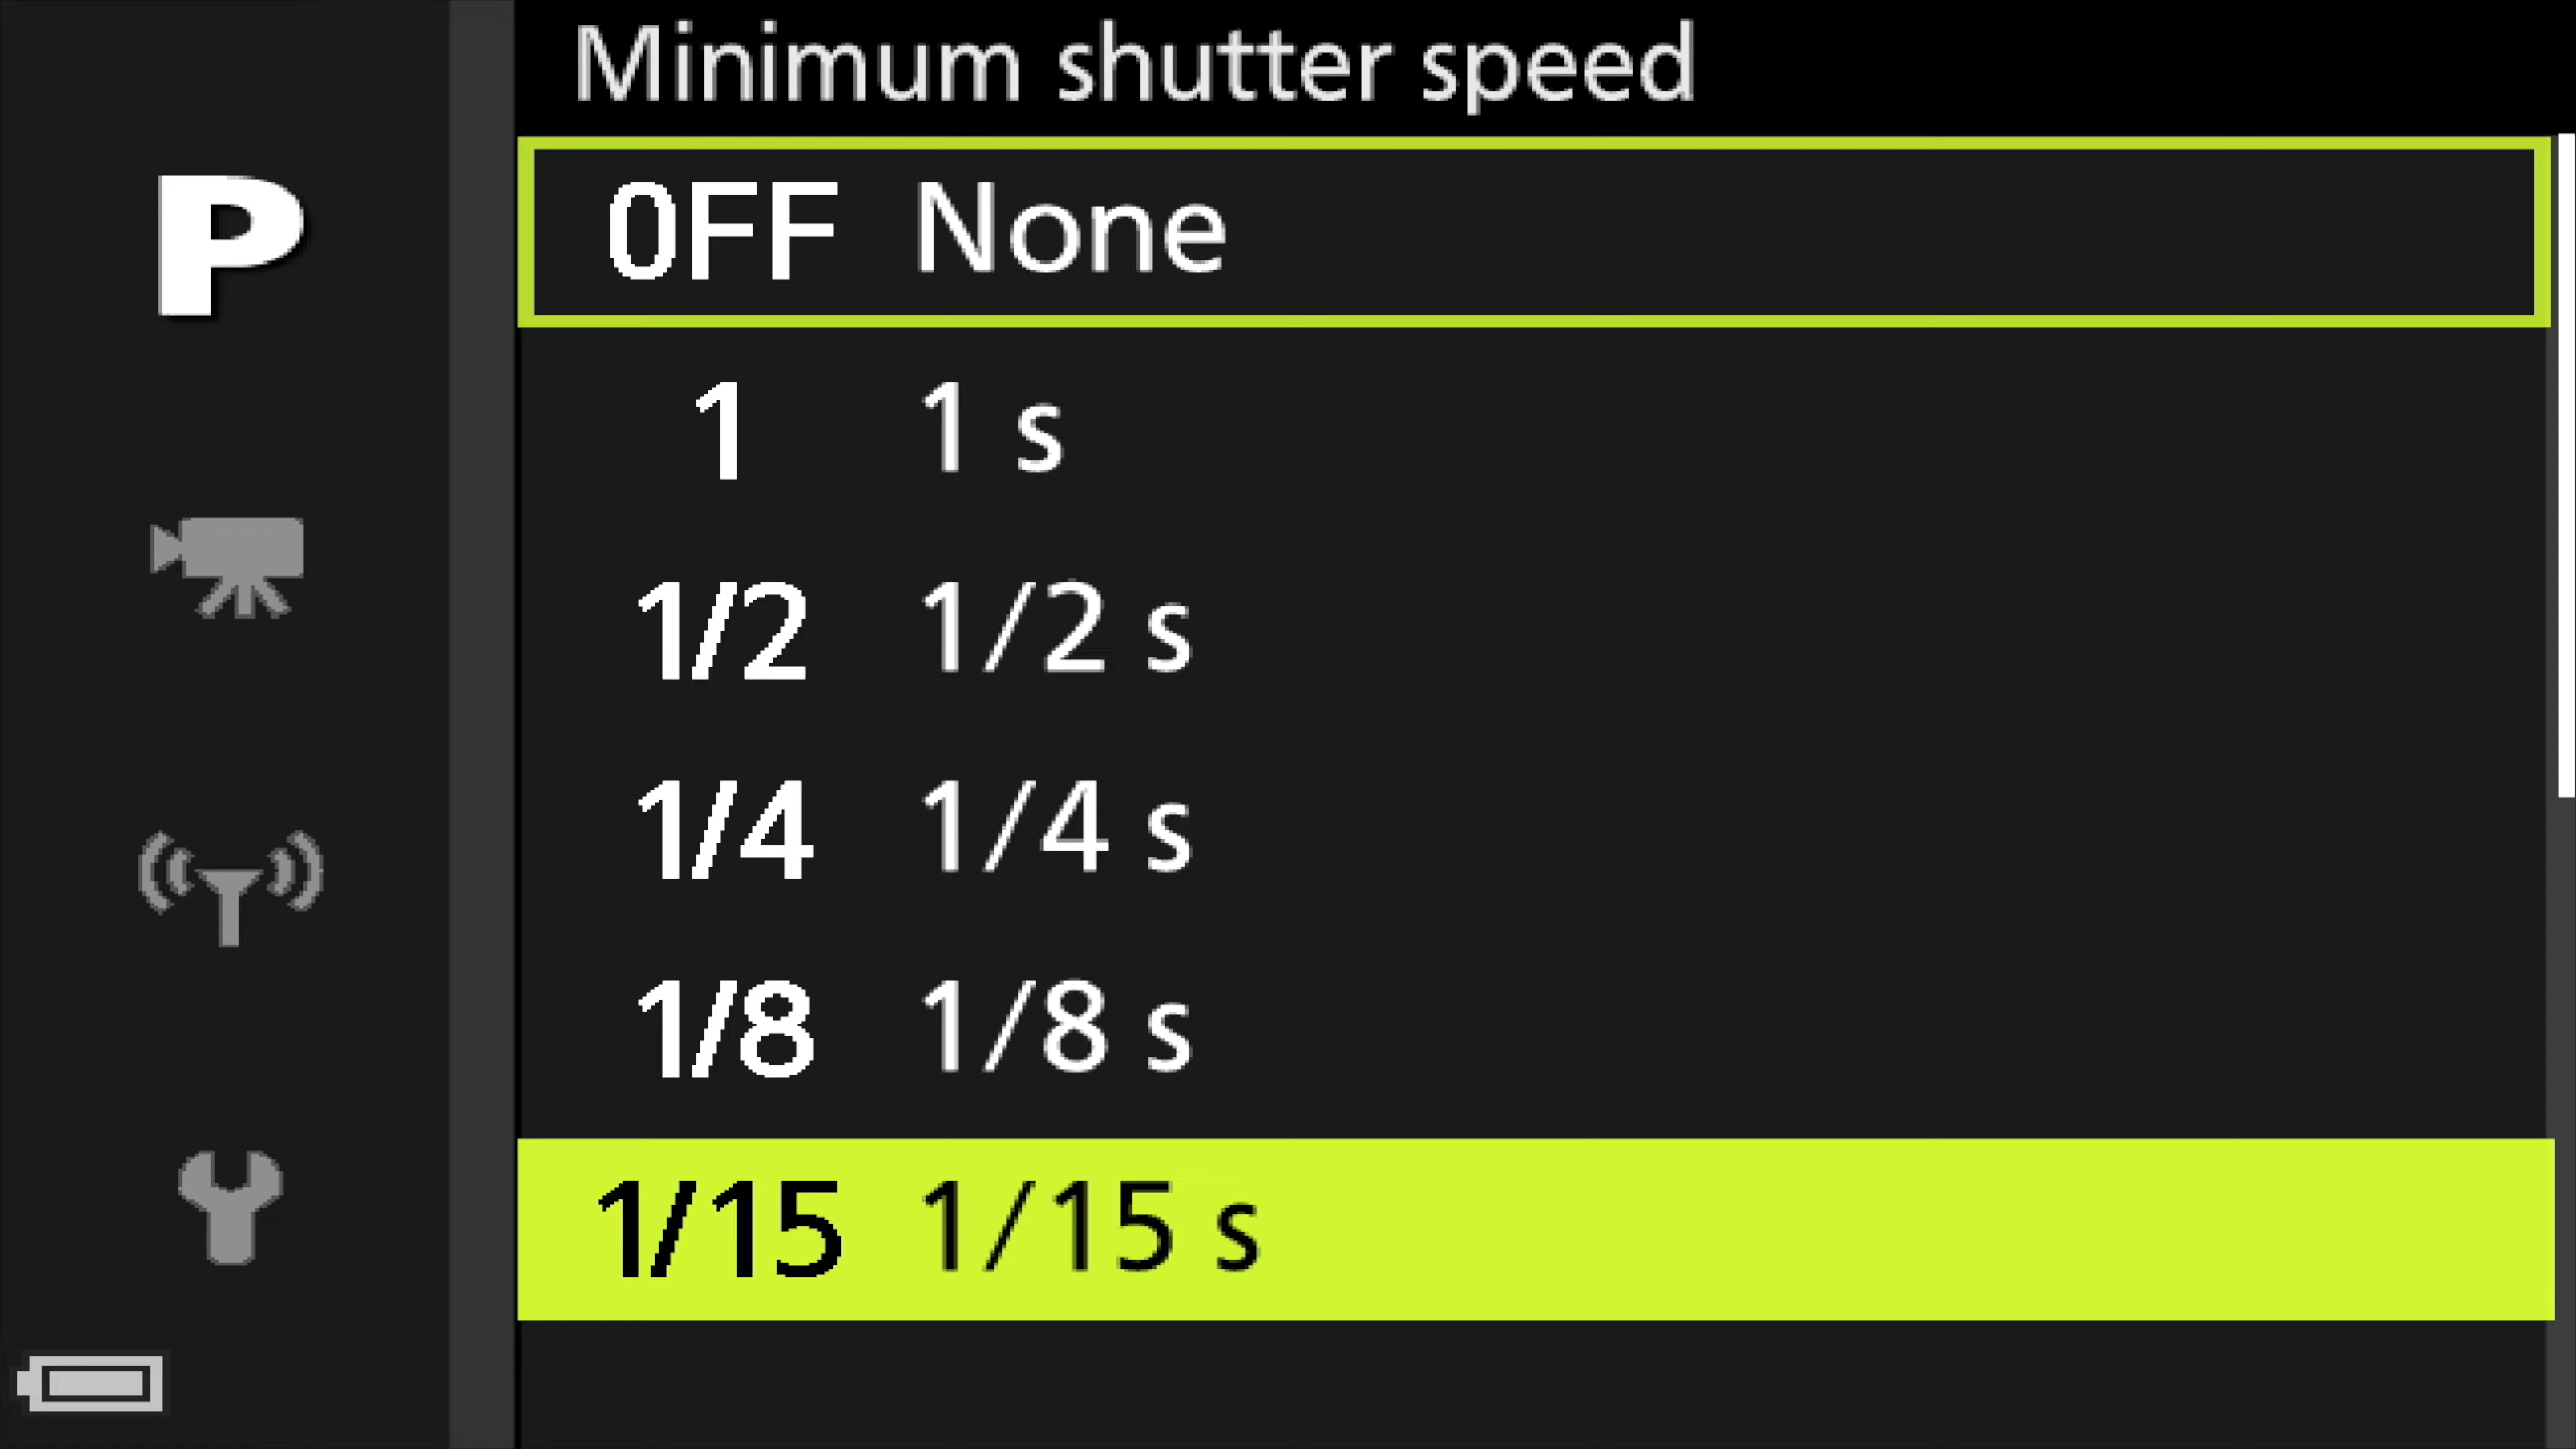 Minimum shutter speed
P
OFF None
1 1 s
1/2 1/2 s
1/4 1/4 s
1/8 1/8 s
1/15 1/15 s